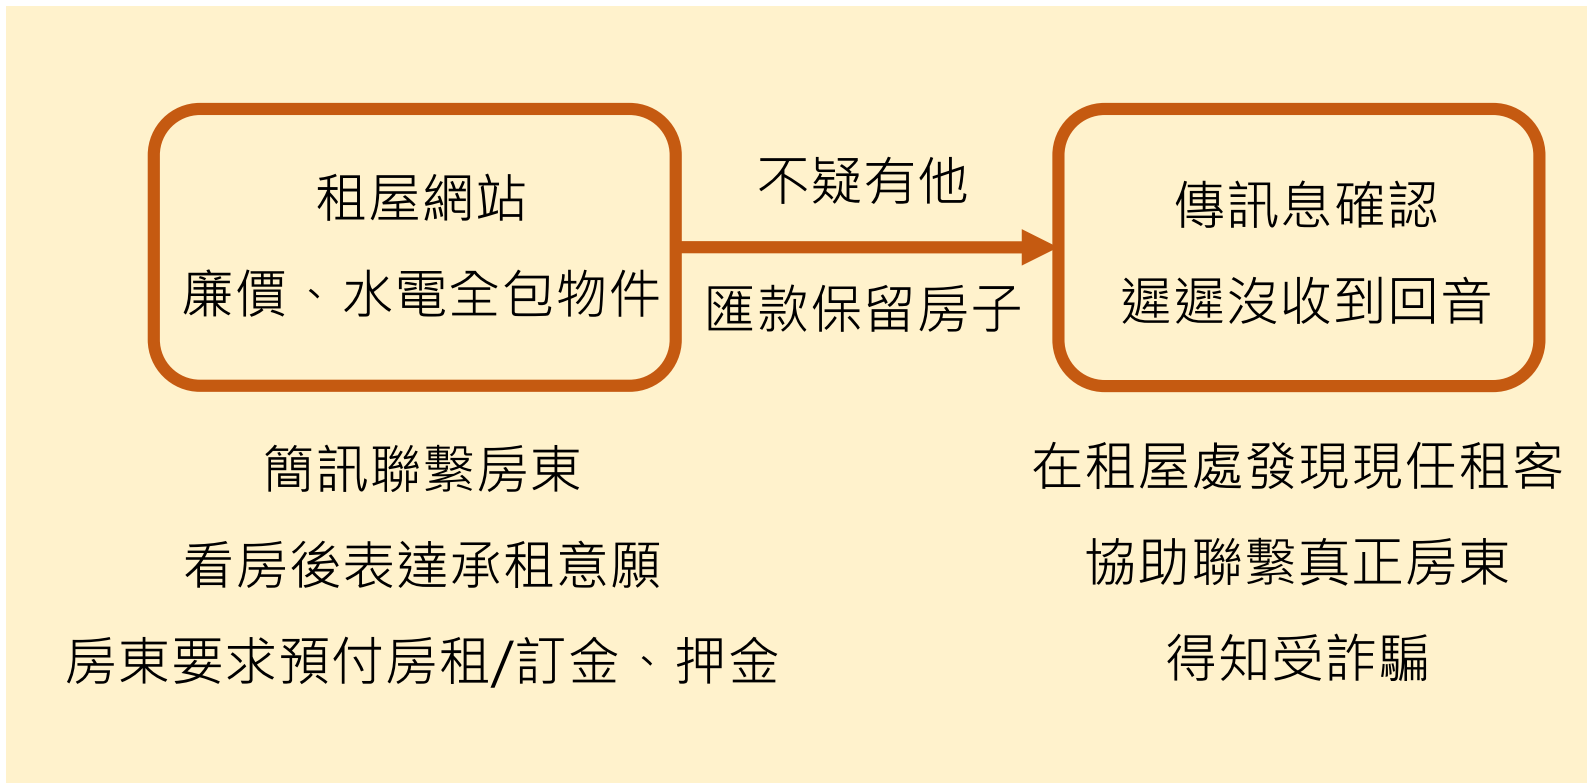 租屋網站
廉價、水電全包物件
不疑有他
匯款保留房子
傳訊息確認
遲遲沒收到回音
簡訊聯繫房東
看房後表達承租意願
房東要求預付房租/訂金、押金
在租屋處發現現任租客
協助聯繫真正房東
得知受詐騙